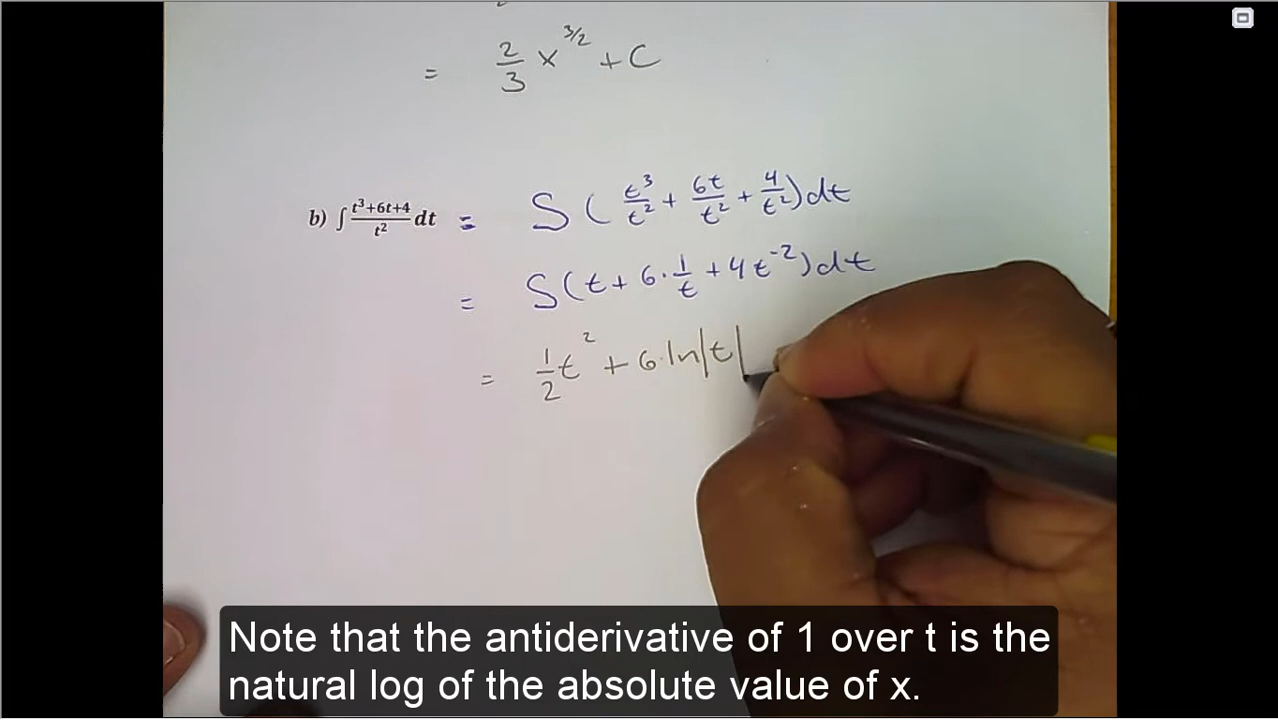 = 2/3 x^3/2 + C
b) ∫ t³+6t+4/t² dt = S ( t³/t² + 6t/t² + 4/t² ) dt
= S ( t + 6 · 1/t + 4t⁻² ) dt
= 1/2 t² + 6 · ln|t|
Note that the antiderivative of 1 over t is the
natural log of the absolute value of x.